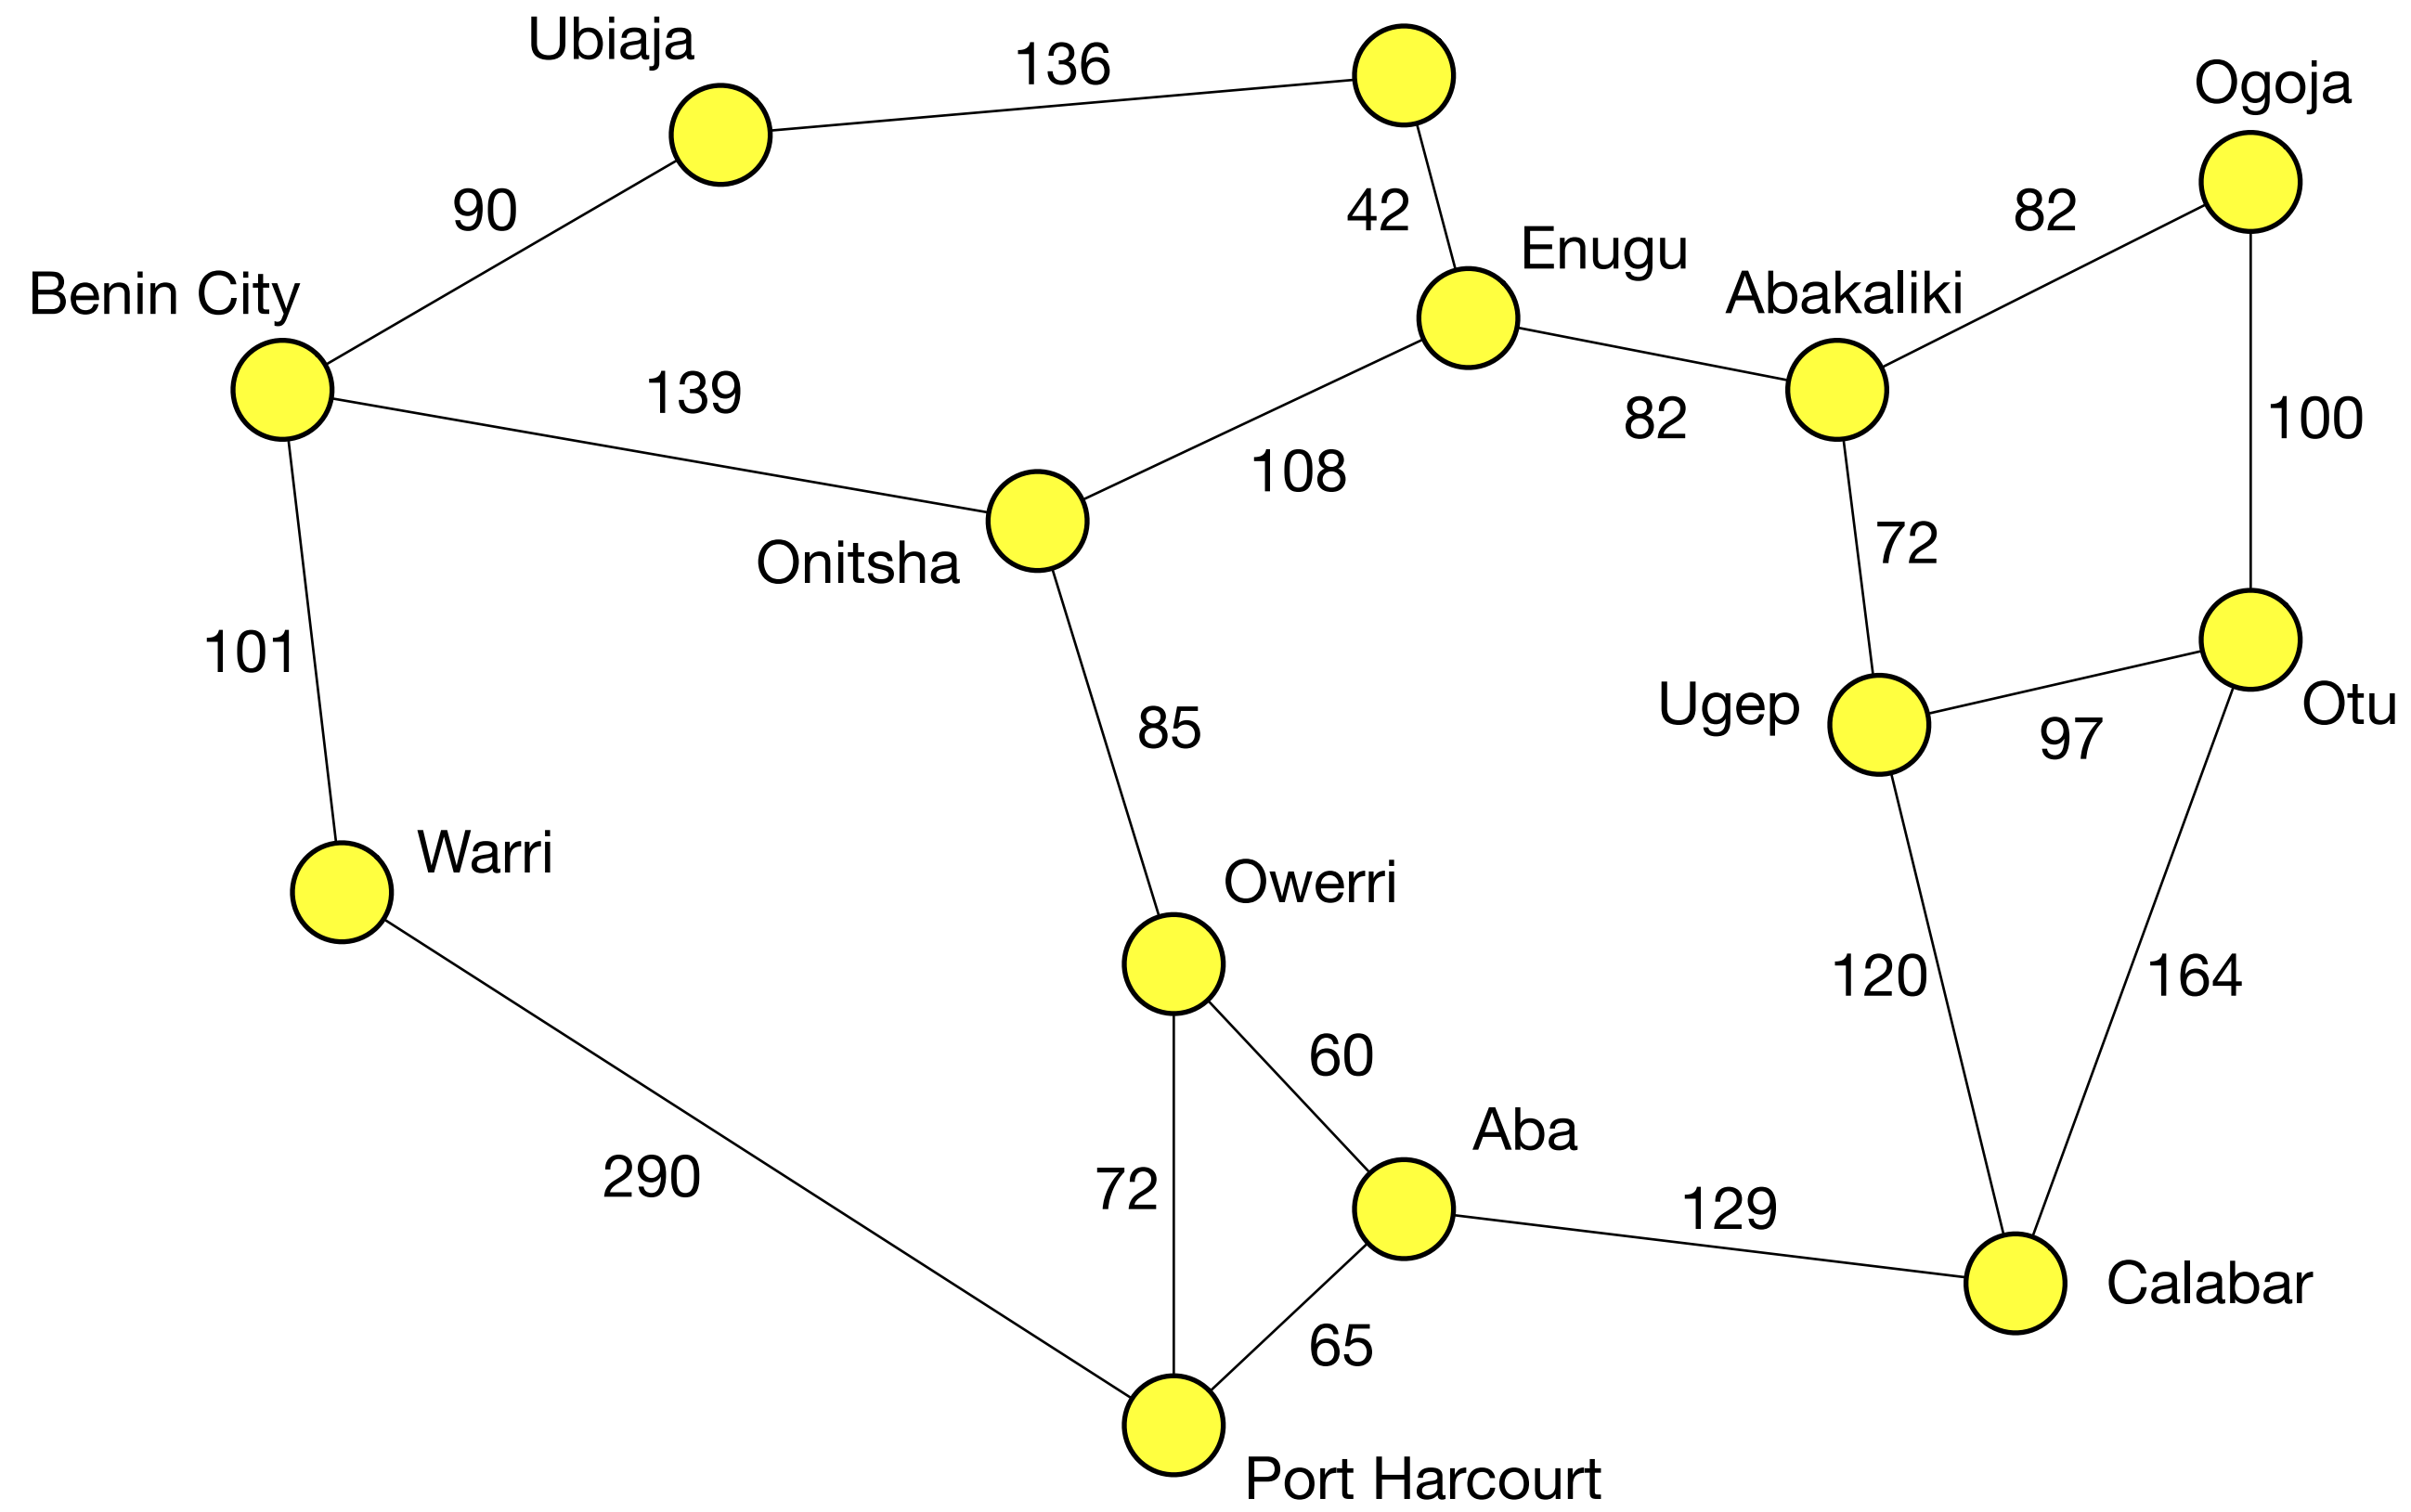 Ubiaja
136
Ogoja
90
42
82
Enugu
Benin City
Abakaliki
139
82
100
108
72
Onitsha
101
Ugep
Otu
85
97
Warri
Owerri
120
164
60
Aba
290
72
129
Calabar
65
Port Harcourt